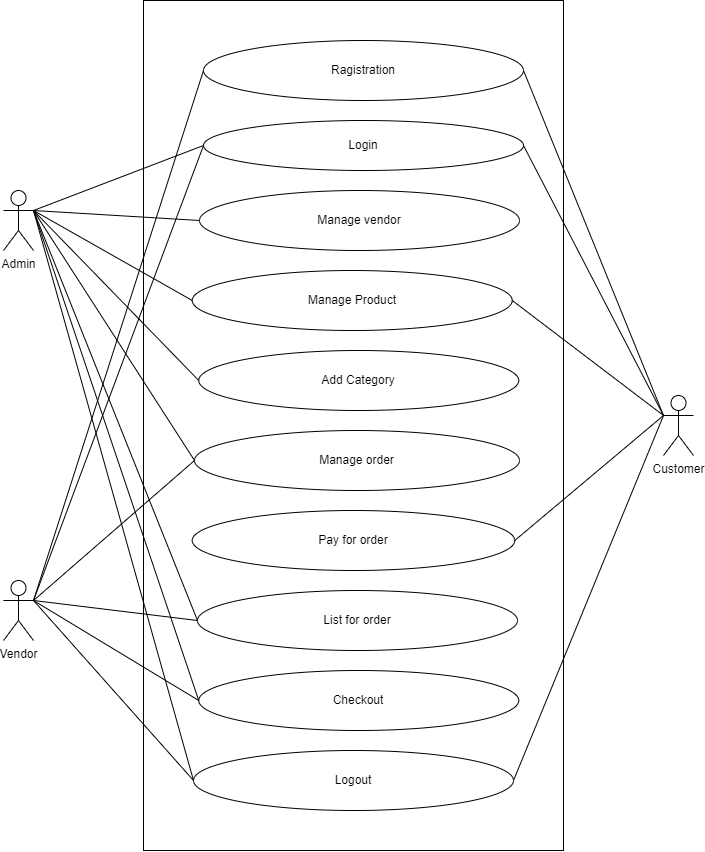 Ragistration
Login
Manage vendor
Admin
Manage Product
Add Category
Manage order
Customer
Pay for order
List for order
Vendor
Checkout
Logout